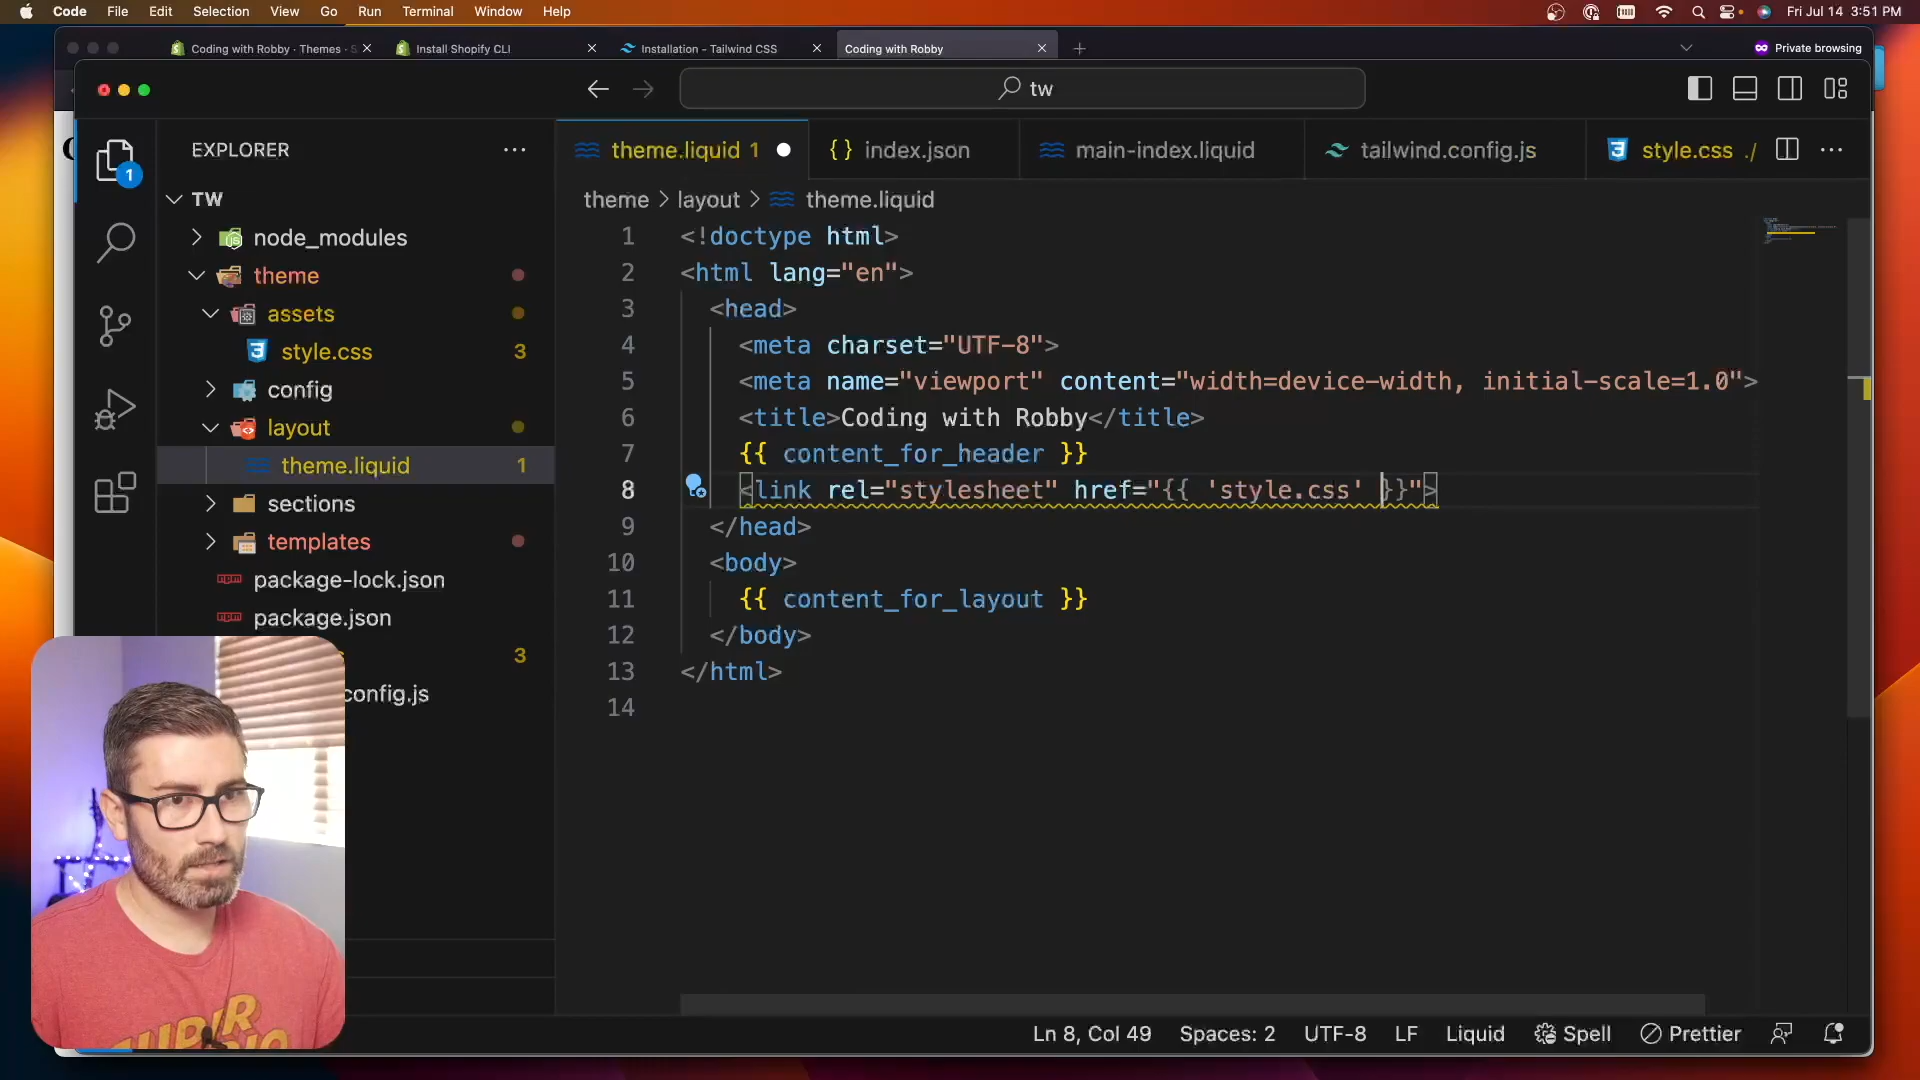 Code File Edit Selection View Go Run Terminal Window Help Fri Jul 14 3:51 PM
Coding with Robby · Themes · S Install Shopify CLI Installation - Tailwind CSS Coding with Robby Private browsing
tw
EXPLORER
theme.liquid 1 index.json main-index.liquid tailwind.config.js style.css ./
TW
theme > layout > theme.liquid
node_modules
theme
assets
style.css 3
config
layout
theme.liquid 1
sections
templates
package-lock.json
package.json
3
config.js
1 <!doctype html>
2 <html lang="en">
3 <head>
4 <meta charset="UTF-8">
5 <meta name="viewport" content="width=device-width, initial-scale=1.0">
6 <title>Coding with Robby</title>
7 {{ content_for_header }}
8 <link rel="stylesheet" href="{{ 'style.css' }}">
9 </head>
10 <body>
11 {{ content_for_layout }}
12 </body>
13 </html>
14
Ln 8, Col 49 Spaces: 2 UTF-8 LF Liquid Spell Prettier